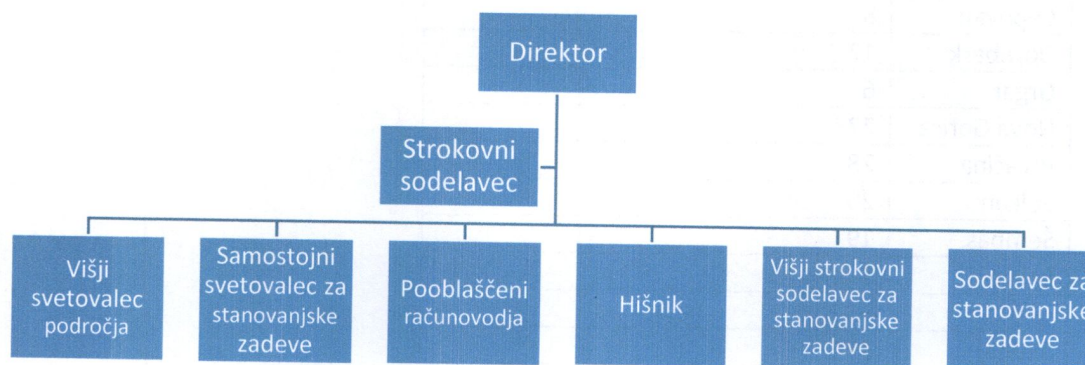 Direktor
Strokovni
sodelavec
Višji
svetovalec
področja
Samostojni
svetovalec za
stanovanjske
zadeve
Pooblaščeni
računovodja
Hišnik
Višji strokovni
sodelavec za
stanovanjske
zadeve
Sodelavec za
stanovanjske
zadeve